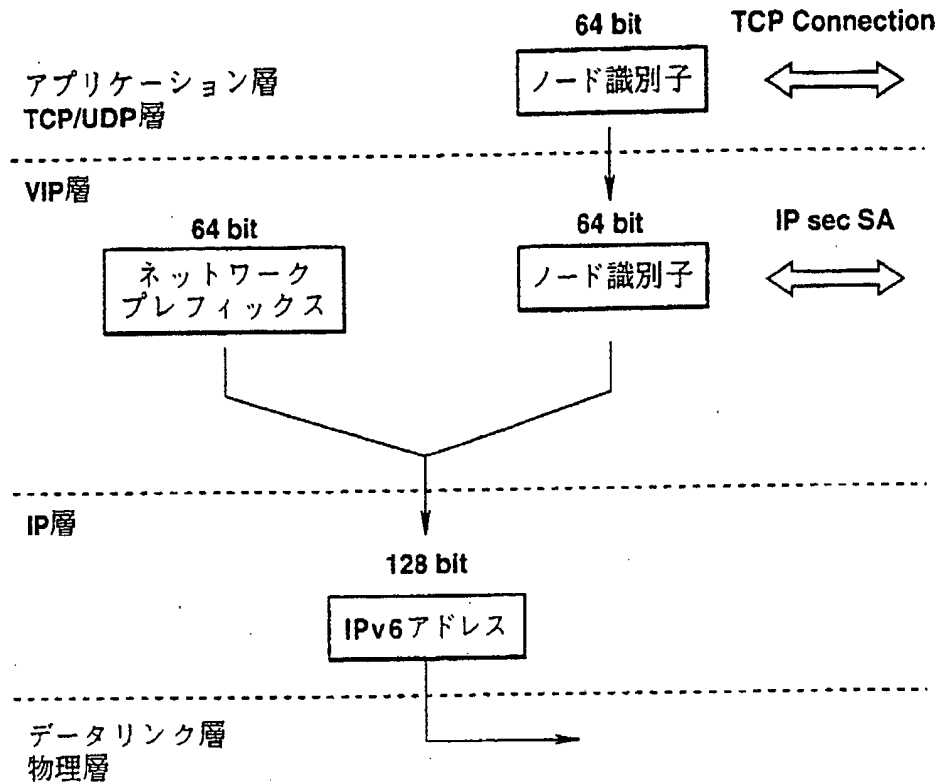 64 bit
TCP Connection
アプリケーション層
TCP/UDP層
ノード識別子
VIP層
64 bit
64 bit
IP sec SA
ネットワーク
プレフィックス
ノード識別子
IP層
128 bit
IPv6アドレス
データリンク層
物理層